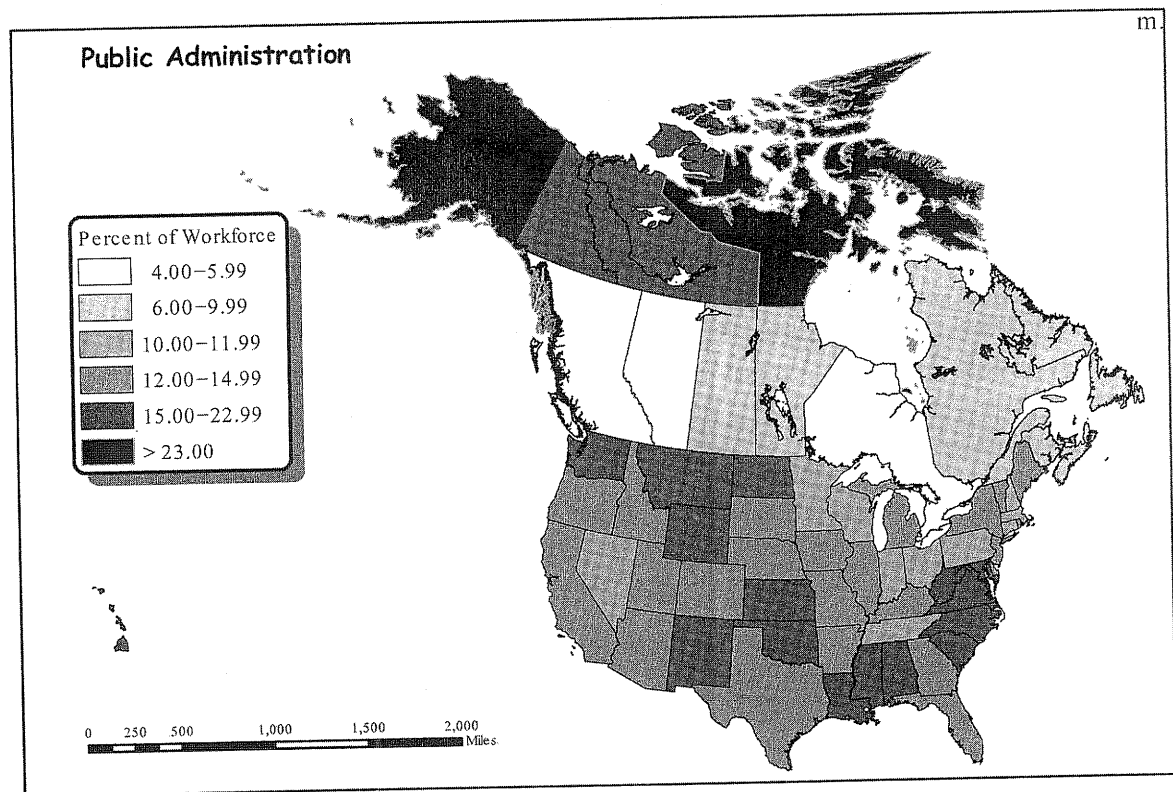 m.
Public Administration
Percent of Workforce
4.00–5.99
6.00–9.99
10.00–11.99
12.00–14.99
15.00–22.99
> 23.00
0 250 500 1,000 1,500 2,000
Miles